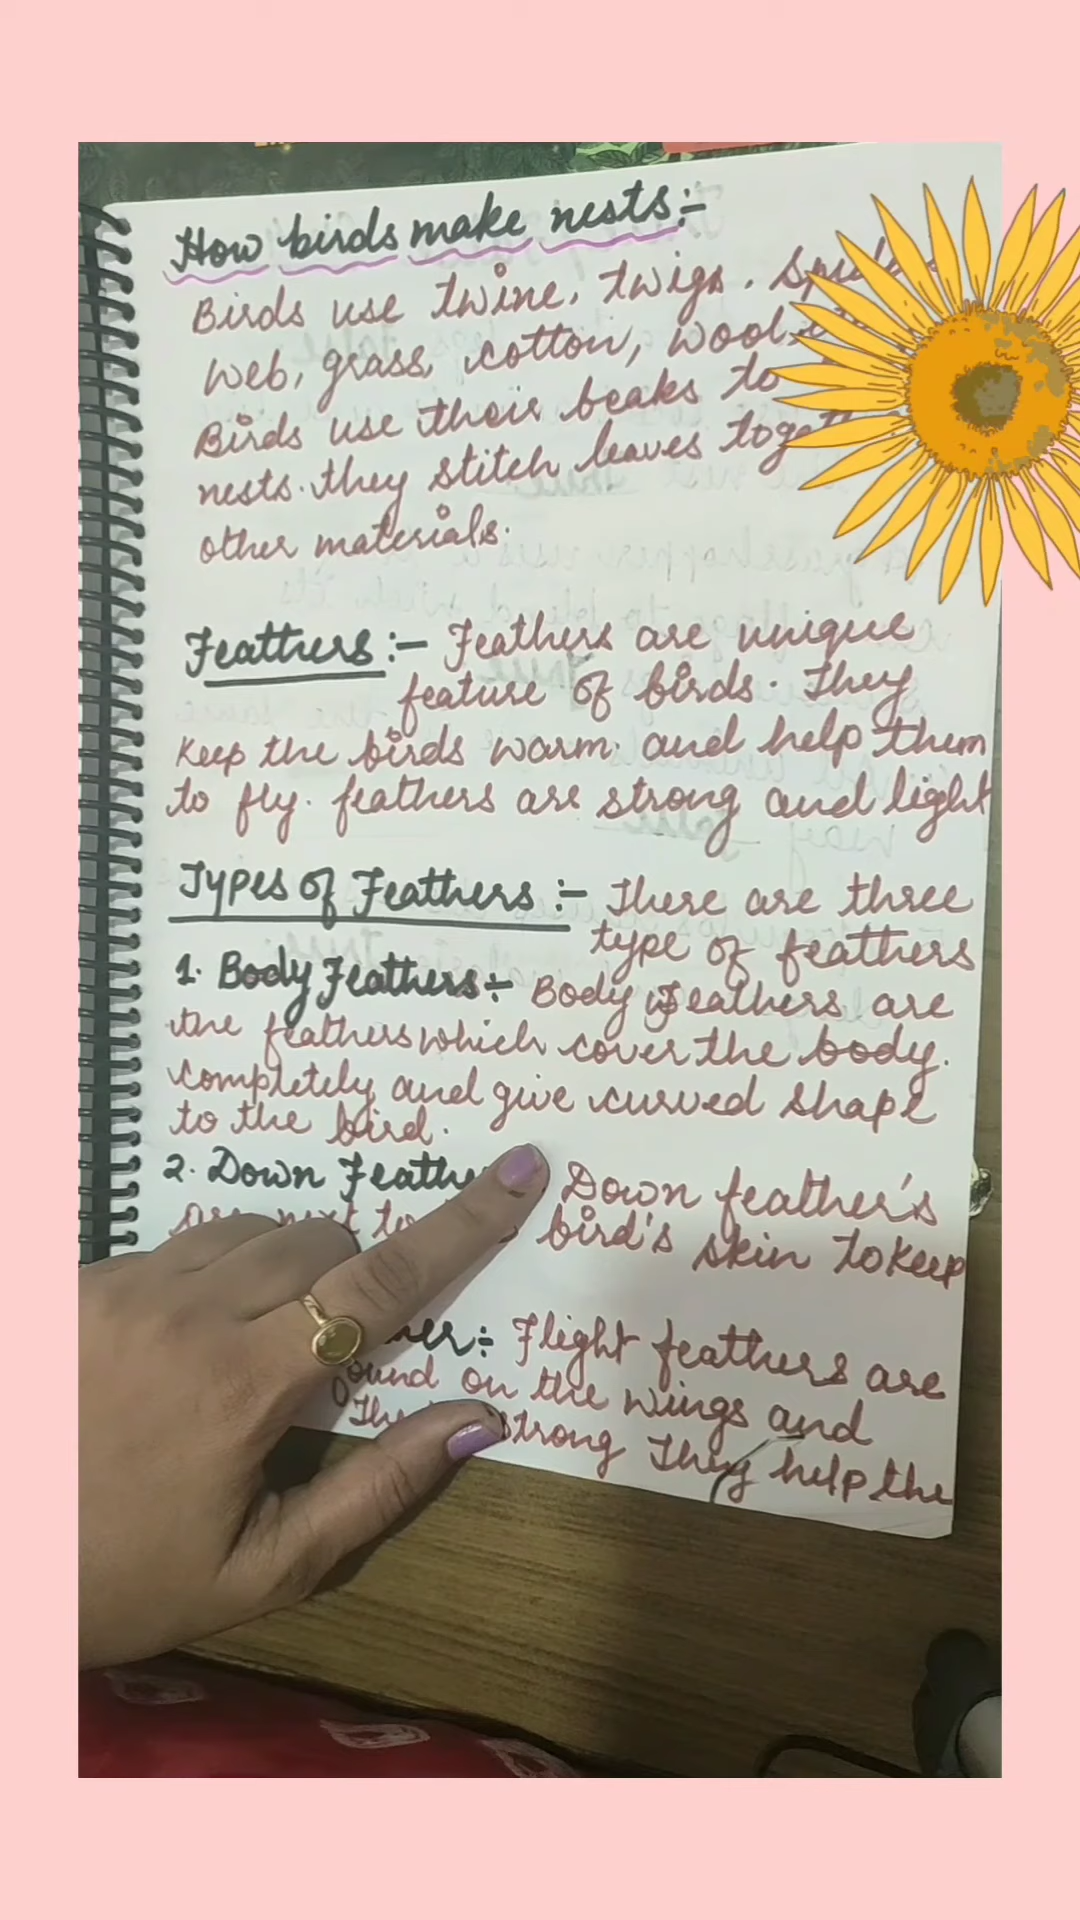 How birds make nests:-
Birds use twine, twigs,
web, grass, cotton, wool
Birds use their beaks to
nests. they stitch leaves
other materials.
Feathers :- Feathers are unique
feature of birds. They
keep the birds warm. and help them
to fly. feathers are strong and light
Types of Feathers :- There are three
type of feathers
1. Body Feathers:- Body Feathers are
the feathers which cover the body.
completely and give curved shape
to the bird.
2. Down Down feather's
bird's skin to keep
Flight feathers are
on the wings and
strong They help the